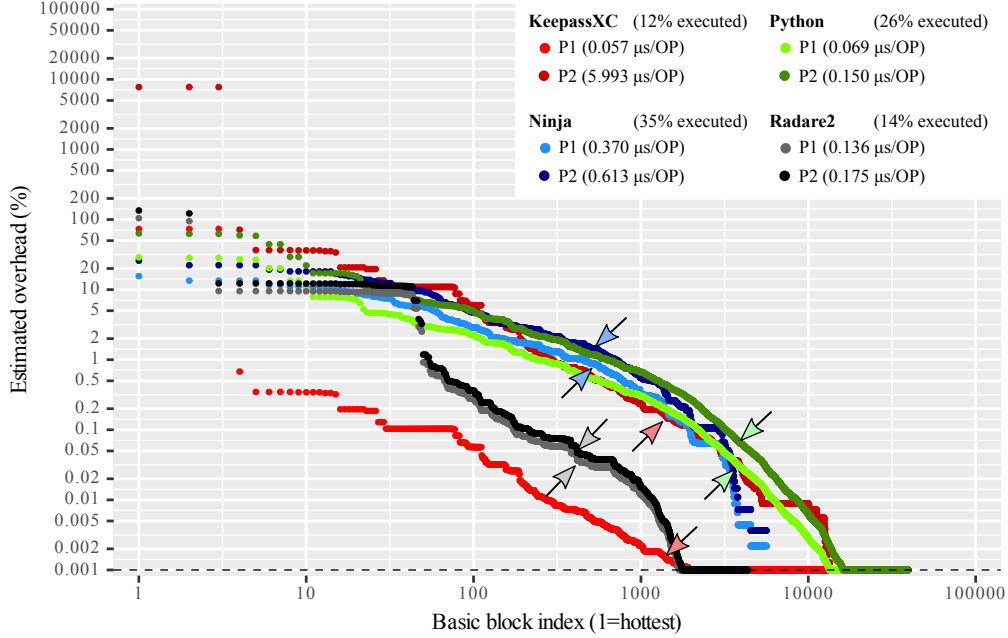 100000
50000
20000
10000
5000
2000
1000
500
200
100
50
20
10
5
2
1
0.5
0.2
0.1
0.05
0.02
0.01
0.005
0.002
0.001
Estimated overhead (%)
KeepassXC (12% executed)
P1 (0.057 μs/OP)
P2 (5.993 μs/OP)
Python (26% executed)
P1 (0.069 μs/OP)
P2 (0.150 μs/OP)
Ninja (35% executed)
P1 (0.370 μs/OP)
P2 (0.613 μs/OP)
Radare2 (14% executed)
P1 (0.136 μs/OP)
P2 (0.175 μs/OP)
1 10 100 1000 10000 100000
Basic block index (1=hottest)